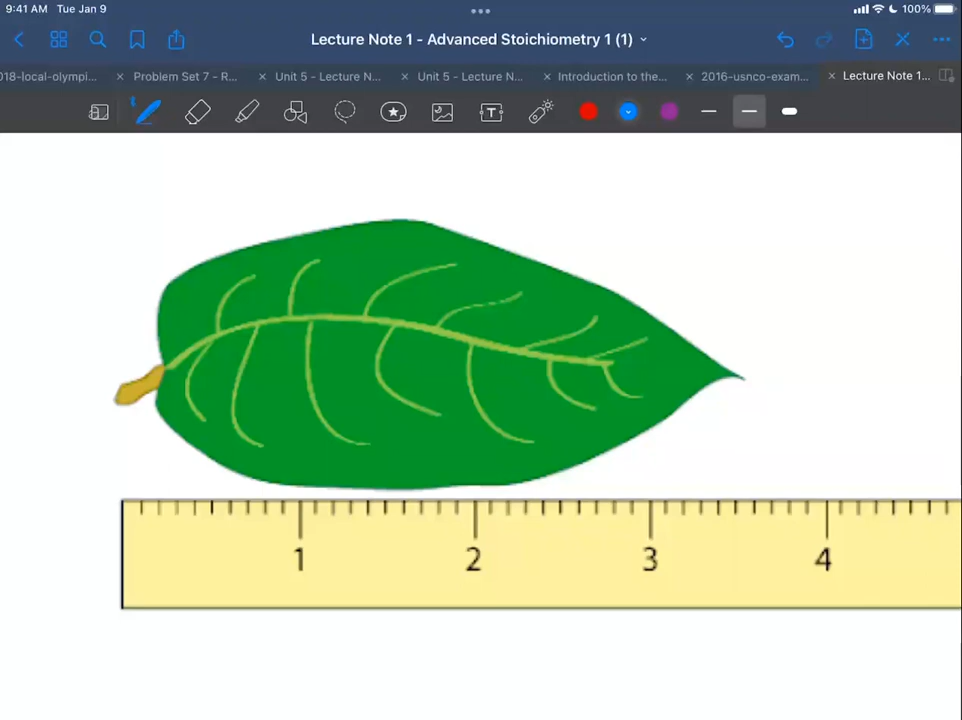 9:41 AM Tue Jan 9
100%
Lecture Note 1 - Advanced Stoichiometry 1 (1)
018-local-olympi...
Problem Set 7 - R...
Unit 5 - Lecture N...
Unit 5 - Lecture N...
Introduction to the...
2016-usnco-exam...
Lecture Note 1...
T
1 2 3 4